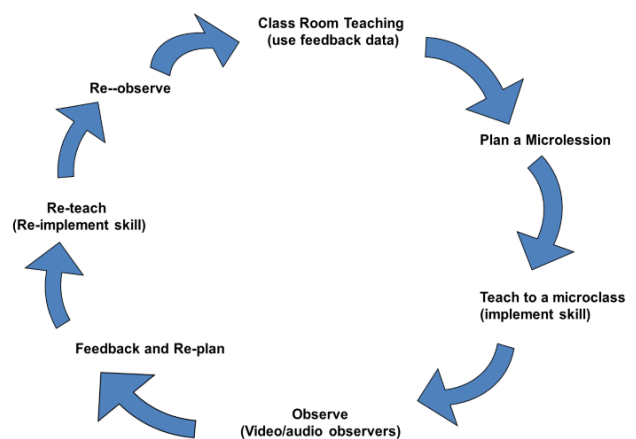 Class Room Teaching
(use feedback data)
Plan a Microlession
Teach to a microclass
(implement skill)
Observe
(Video/audio observers)
Feedback and Re-plan
Re-teach
(Re-implement skill)
Re--observe